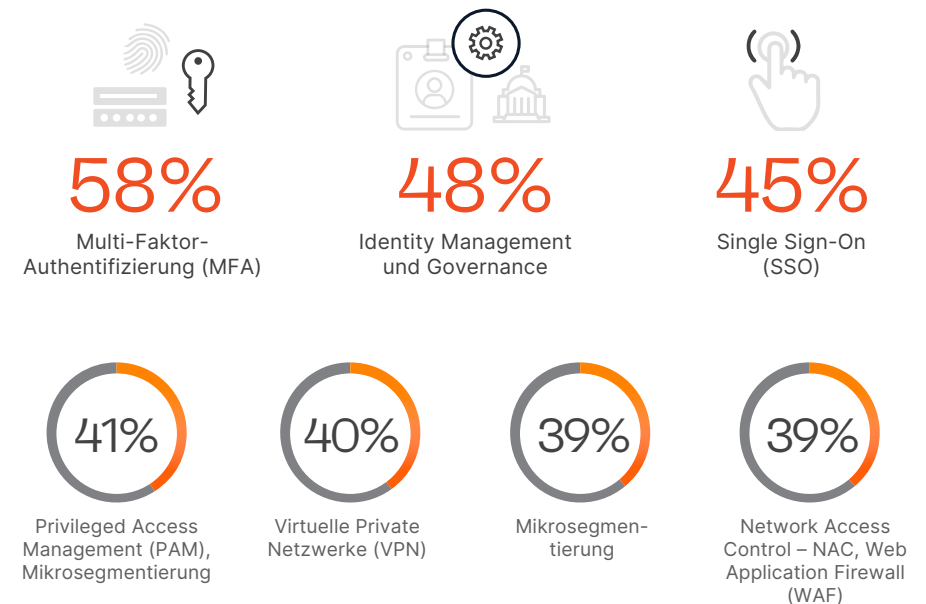 58%
Multi-Faktor-
Authentifizierung (MFA)
48%
Identity Management
und Governance
45%
Single Sign-On
(SSO)
41%
Privileged Access
Management (PAM),
Mikrosegmentierung
40%
Virtuelle Private
Netzwerke (VPN)
39%
Mikrosegmen-
tierung
39%
Network Access
Control – NAC, Web
Application Firewall
(WAF)